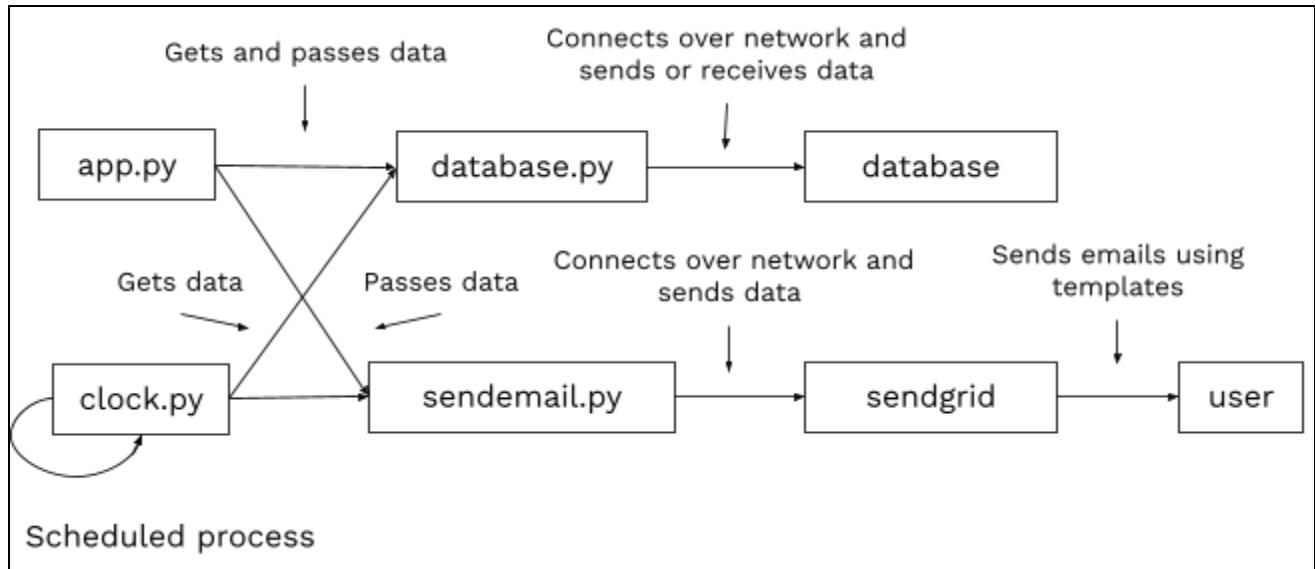 Gets and passes data
Connects over network and
sends or receives data
app.py
database.py
database
Gets data
Passes data
Connects over network and
sends data
Sends emails using
templates
clock.py
sendemail.py
sendgrid
user
Scheduled process